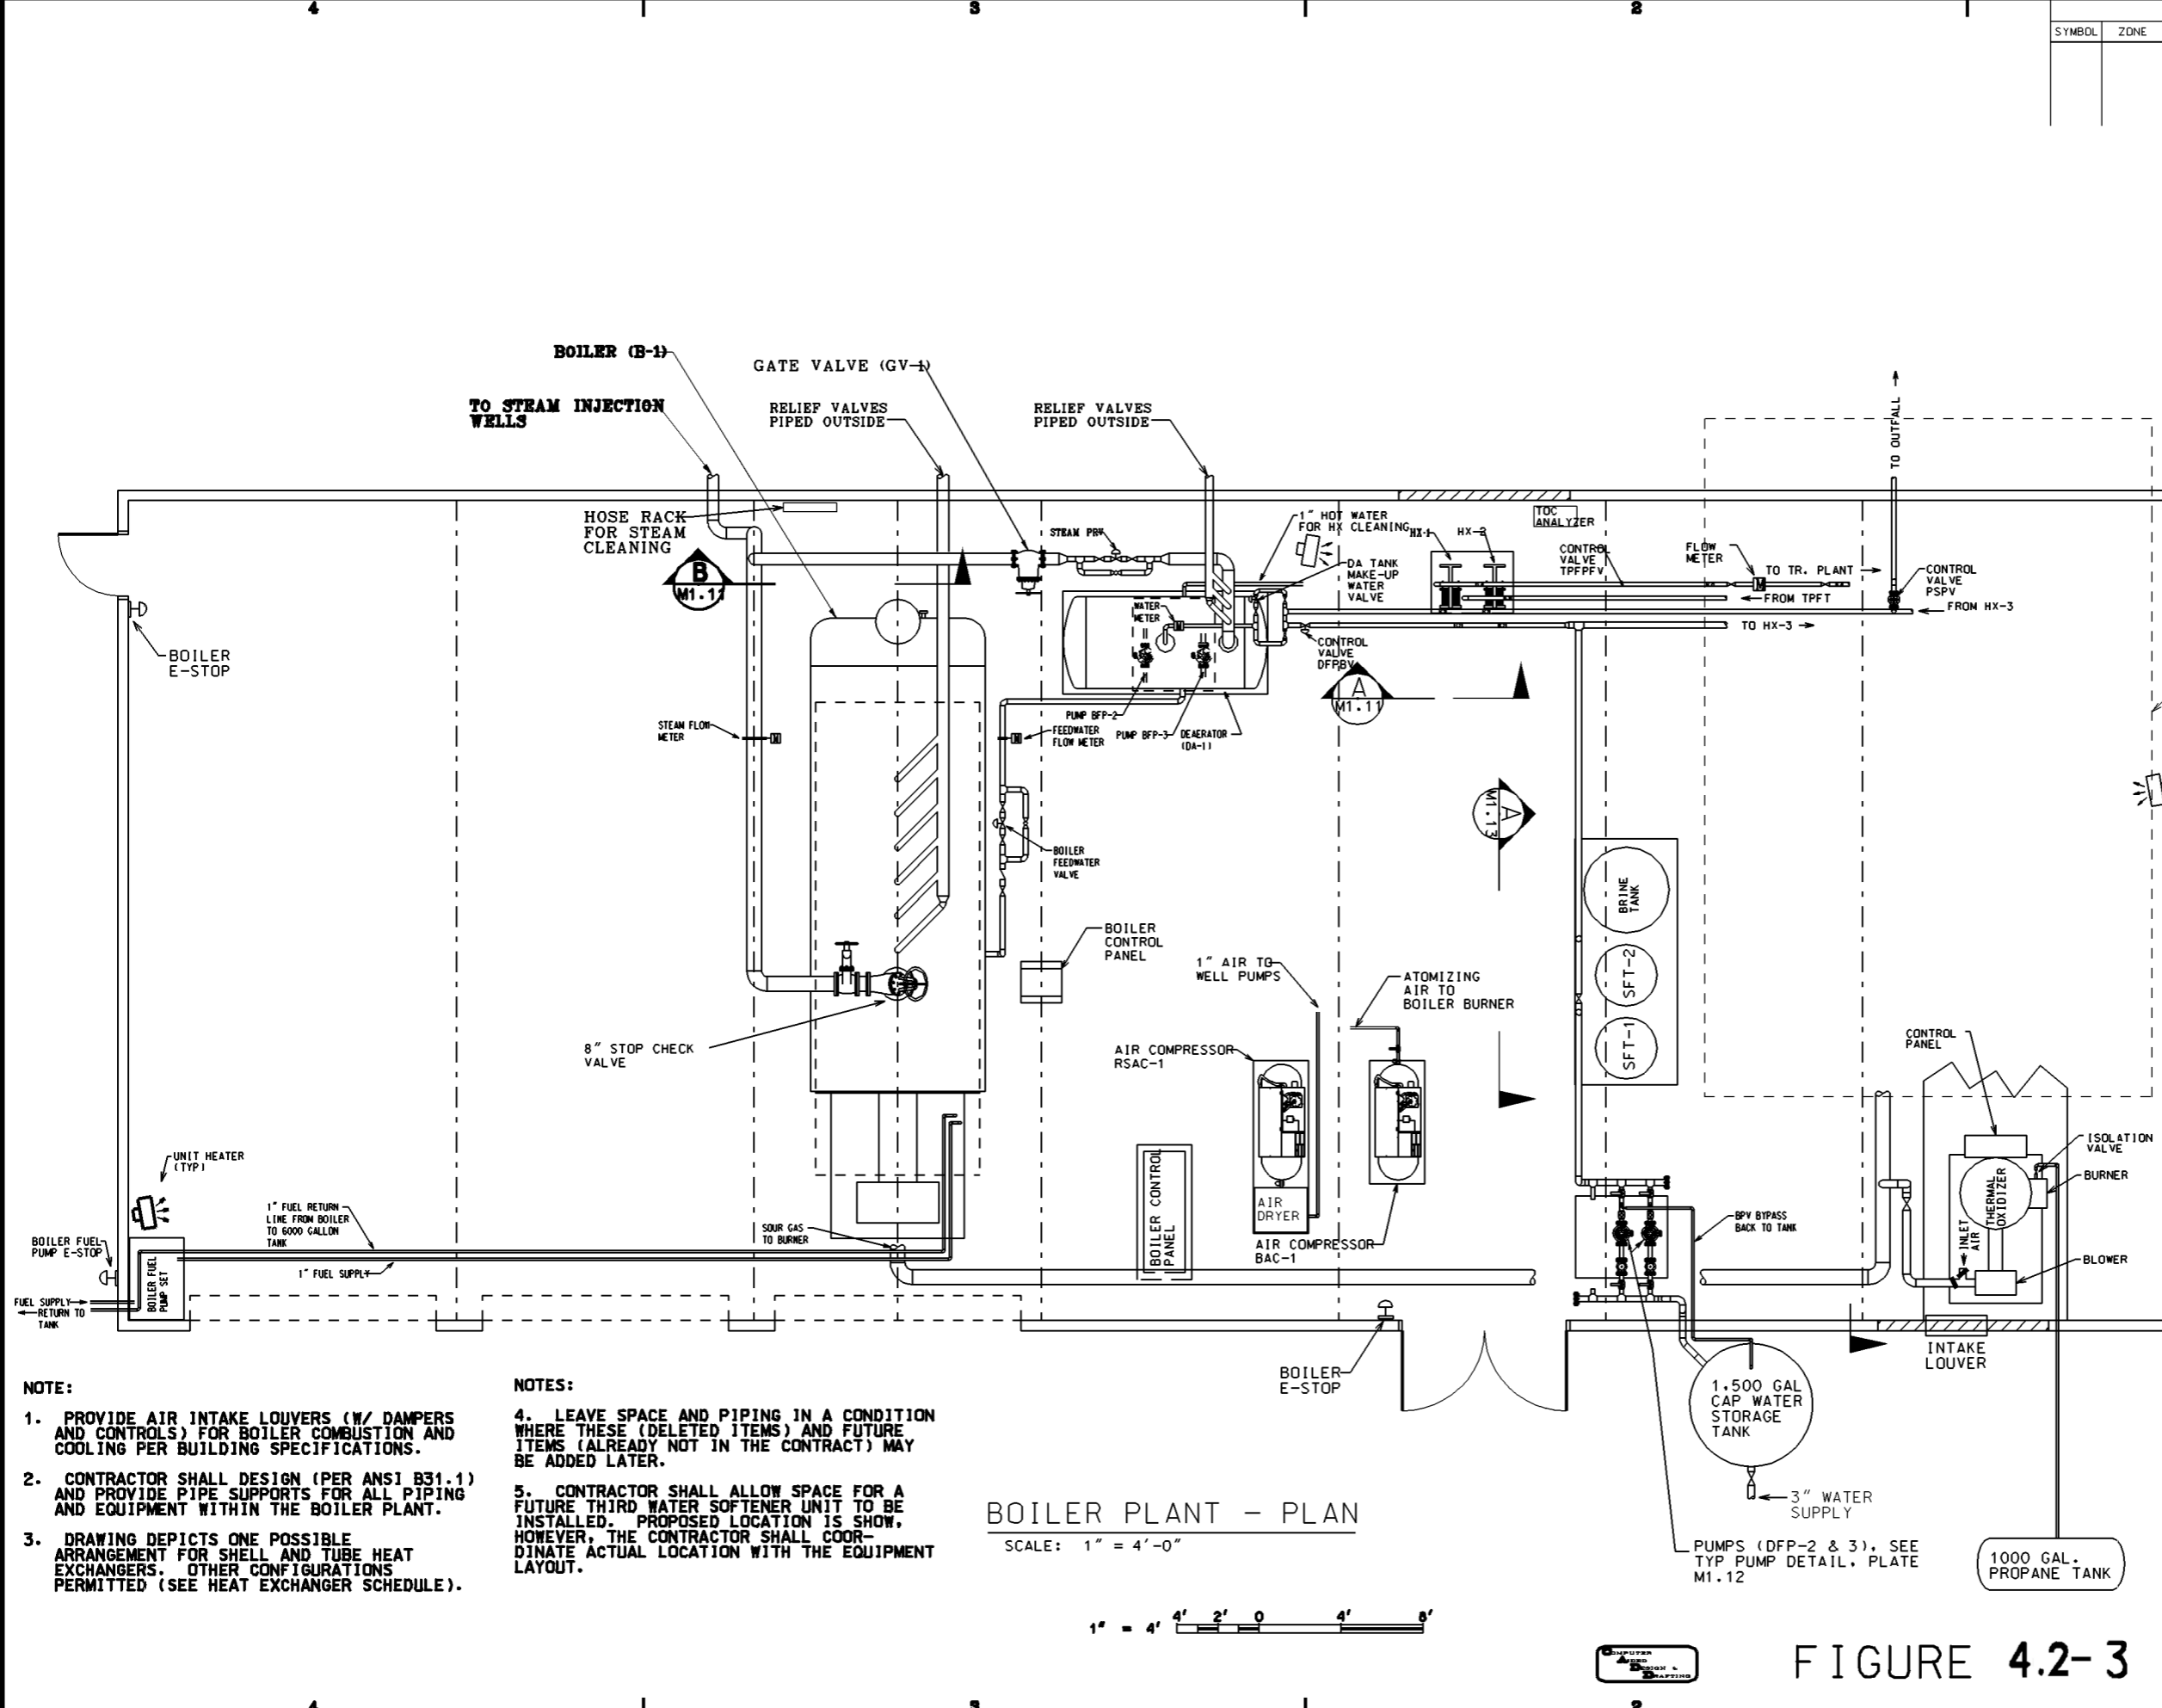 4
3
2
SYMBOL
ZONE
BOILER (B-1)
GATE VALVE (GV-1)
TO STEAM INJECTION
WELLS
RELIEF VALVES
PIPED OUTSIDE
RELIEF VALVES
PIPED OUTSIDE
TO OUTFALL
HOSE RACK
FOR STEAM
CLEANING
STEAM PRV
1" HOT WATER
FOR HX CLEANING
HX-1
HX-2
TOC
ANALYZER
CONTROL
VALVE
TPFPFV
FLOW
METER
M
TO TR. PLANT
FROM TPFT
CONTROL
VALVE
PSPV
FROM HX-3
TO HX-3
B
M1.11
DA TANK
MAKE-UP
WATER
VALVE
WATER
METER
M
CONTROL
VALVE
DFPBV
A
M1.11
BOILER
E-STOP
STEAM FLOW
METER
M
PUMP BFP-2
M
FEEDWATER
FLOW METER
PUMP BFP-3
DEAERATOR
(DA-1)
A
M1.13
BOILER
FEEDWATER
VALVE
BRINE
TANK
SFT-2
SFT-1
BOILER
CONTROL
PANEL
1" AIR TO
WELL PUMPS
ATOMIZING
AIR TO
BOILER BURNER
8" STOP CHECK
VALVE
AIR COMPRESSOR
RSAC-1
CONTROL
PANEL
ISOLATION
VALVE
BURNER
THERMAL
OXIDIZER
INLET
AIR
BLOWER
UNIT HEATER
(TYP)
1" FUEL RETURN
LINE FROM BOILER
TO 6000 GALLON
TANK
SOUR GAS
TO BURNER
BOILER CONTROL
PANEL
AIR
DRYER
AIR COMPRESSOR
BAC-1
BPV BYPASS
BACK TO TANK
BOILER FUEL
PUMP E-STOP
BOILER FUEL
PUMP SET
1" FUEL SUPPLY
FUEL SUPPLY
RETURN TO
TANK
BOILER
E-STOP
INTAKE
LOUVER
1,500 GAL
CAP WATER
STORAGE
TANK
3" WATER
SUPPLY
PUMPS (DFP-2 & 3), SEE
TYP PUMP DETAIL, PLATE
M1.12
1000 GAL.
PROPANE TANK
NOTE:
1. PROVIDE AIR INTAKE LOUVERS (W/ DAMPERS
AND CONTROLS) FOR BOILER COMBUSTION AND
COOLING PER BUILDING SPECIFICATIONS.
2. CONTRACTOR SHALL DESIGN (PER ANSI B31.1)
AND PROVIDE PIPE SUPPORTS FOR ALL PIPING
AND EQUIPMENT WITHIN THE BOILER PLANT.
3. DRAWING DEPICTS ONE POSSIBLE
ARRANGEMENT FOR SHELL AND TUBE HEAT
EXCHANGERS. OTHER CONFIGURATIONS
PERMITTED (SEE HEAT EXCHANGER SCHEDULE).
NOTES:
4. LEAVE SPACE AND PIPING IN A CONDITION
WHERE THESE (DELETED ITEMS) AND FUTURE
ITEMS (ALREADY NOT IN THE CONTRACT) MAY
BE ADDED LATER.
5. CONTRACTOR SHALL ALLOW SPACE FOR A
FUTURE THIRD WATER SOFTENER UNIT TO BE
INSTALLED. PROPOSED LOCATION IS SHOW,
HOWEVER, THE CONTRACTOR SHALL COOR-
DINATE ACTUAL LOCATION WITH THE EQUIPMENT
LAYOUT.
BOILER PLANT - PLAN
SCALE: 1" = 4'-0"
1" = 4'
4' 2' 0 4' 8'
COMPUTER
AIDED
DESIGN &
DRAFTING
FIGURE 4.2-3
4
3
2